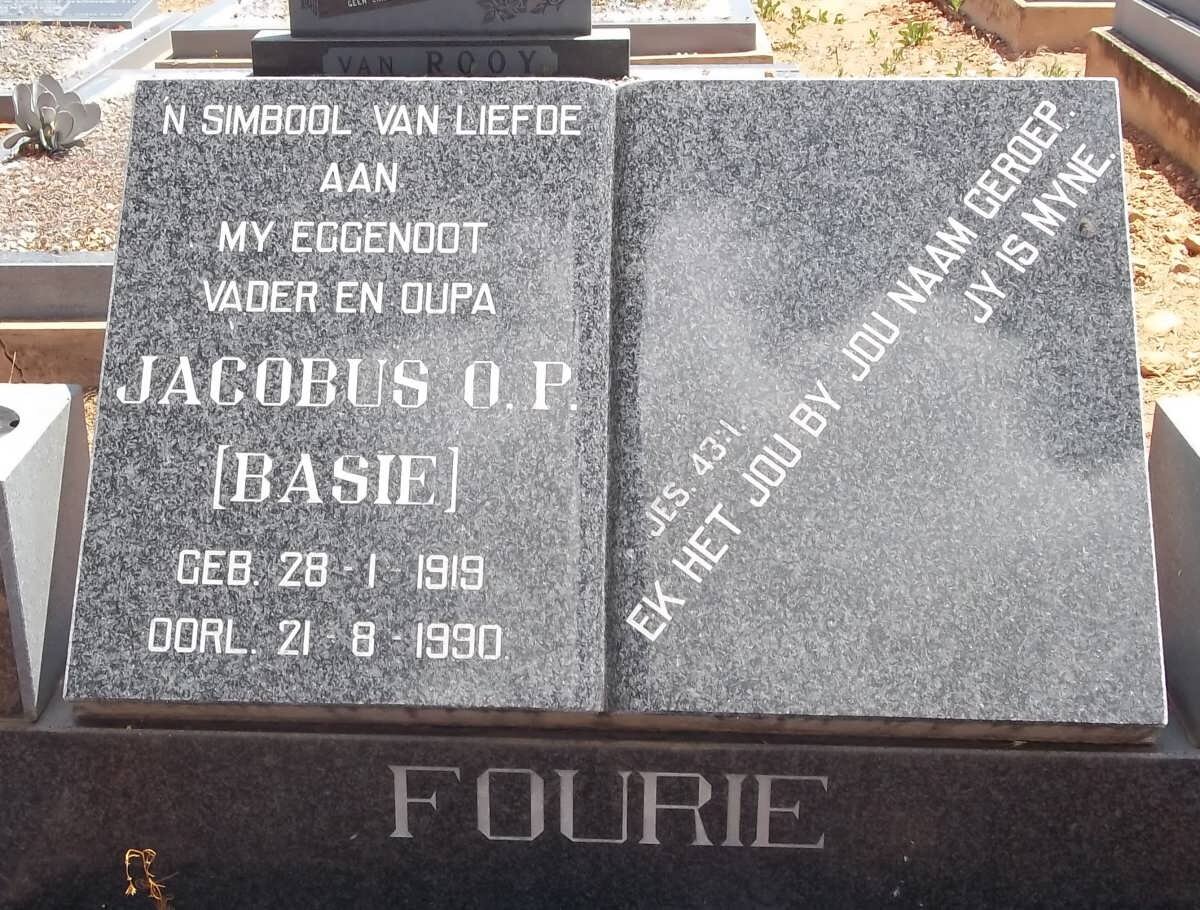 VAN ROOY
'N SIMBOOL VAN LIEFDE
AAN
MY EGGENOOT
VADER EN OUPA
JACOBUS O.P.
[BASIE]
GEB. 28-1-1919
OORL. 21-8-1990.
JES. 43:1.
EK HET JOU BY JOU NAAM GEROEP.
JY IS MYNE.
FOURIE